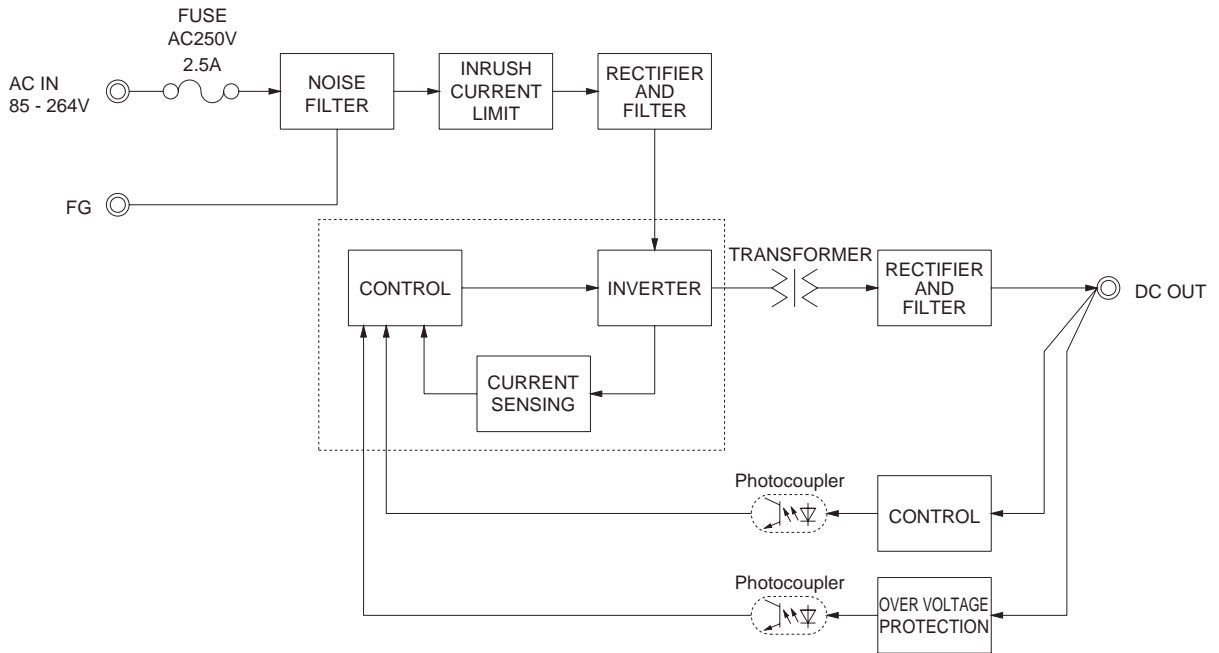 FUSE
AC250V
2.5A
AC IN
85 - 264V
NOISE
FILTER
INRUSH
CURRENT
LIMIT
RECTIFIER
AND
FILTER
FG
CONTROL
INVERTER
TRANSFORMER
RECTIFIER
AND
FILTER
DC OUT
CURRENT
SENSING
Photocoupler
CONTROL
Photocoupler
OVER VOLTAGE
PROTECTION